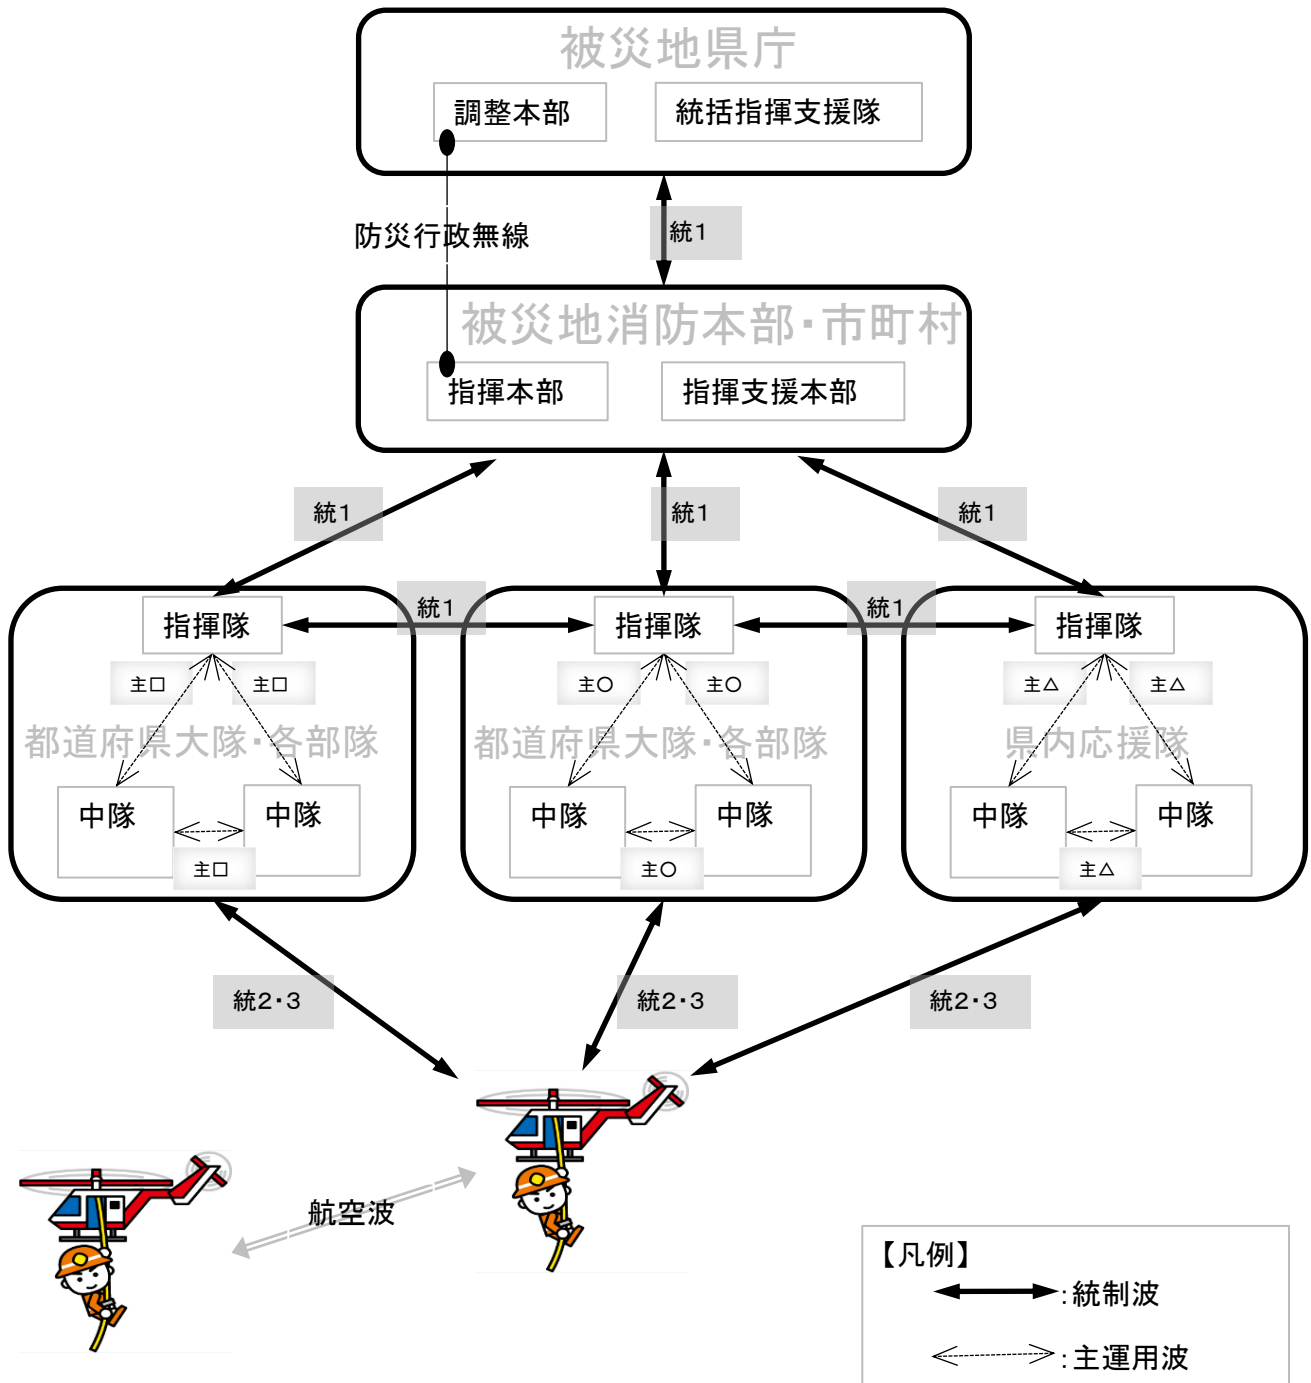 被災地県庁
調整本部
統括指揮支援隊
防災行政無線
統1
被災地消防本部・市町村
指揮本部
指揮支援本部
統1
統1
統1
統1
統1
指揮隊
指揮隊
指揮隊
主□
主□
主○
主○
主△
主△
都道府県大隊・各部隊
都道府県大隊・各部隊
県内応援隊
中隊
中隊
中隊
中隊
中隊
中隊
主□
主○
主△
統2・3
統2・3
統2・3
航空波
【凡例】
:統制波
:主運用波